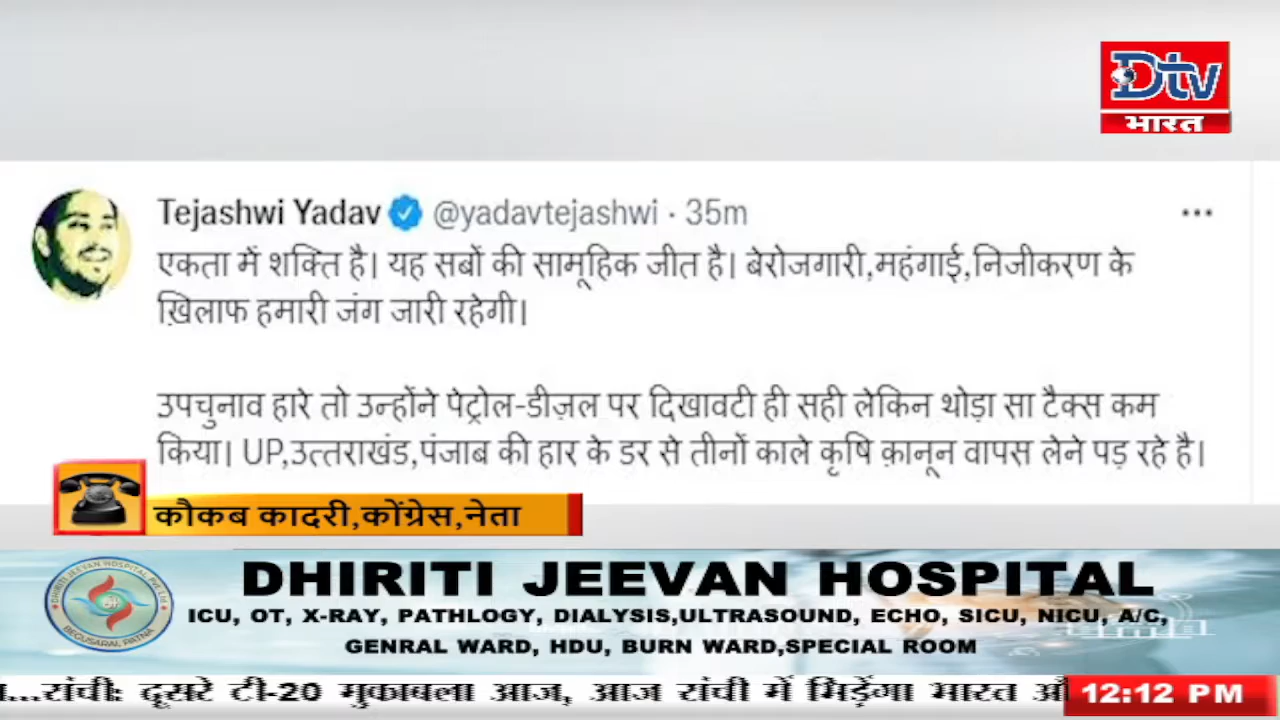 Dtv
भारत
Tejashwi Yadav @yadavtejashwi · 35m
एकता में शक्ति है। यह सबों की सामूहिक जीत है। बेरोजगारी,महंगाई,निजीकरण के
ख़िलाफ हमारी जंग जारी रहेगी।
उपचुनाव हारे तो उन्होंने पेट्रोल-डीज़ल पर दिखावटी ही सही लेकिन थोड़ा सा टैक्स कम
किया। UP,उत्तराखंड,पंजाब की हार के डर से तीनों काले कृषि क़ानून वापस लेने पड़ रहे है।
कौकब कादरी,कोंग्रेस,नेता
DHIRITI JEEVAN HOSPITAL
ICU, OT, X-RAY, PATHLOGY, DIALYSIS,ULTRASOUND, ECHO, SICU, NICU, A/C,
GENRAL WARD, HDU, BURN WARD,SPECIAL ROOM
...रांची: दूसरे टी-20 मुकाबला आज, आज रांची में मिड़ेंगा भारत
12:12 PM